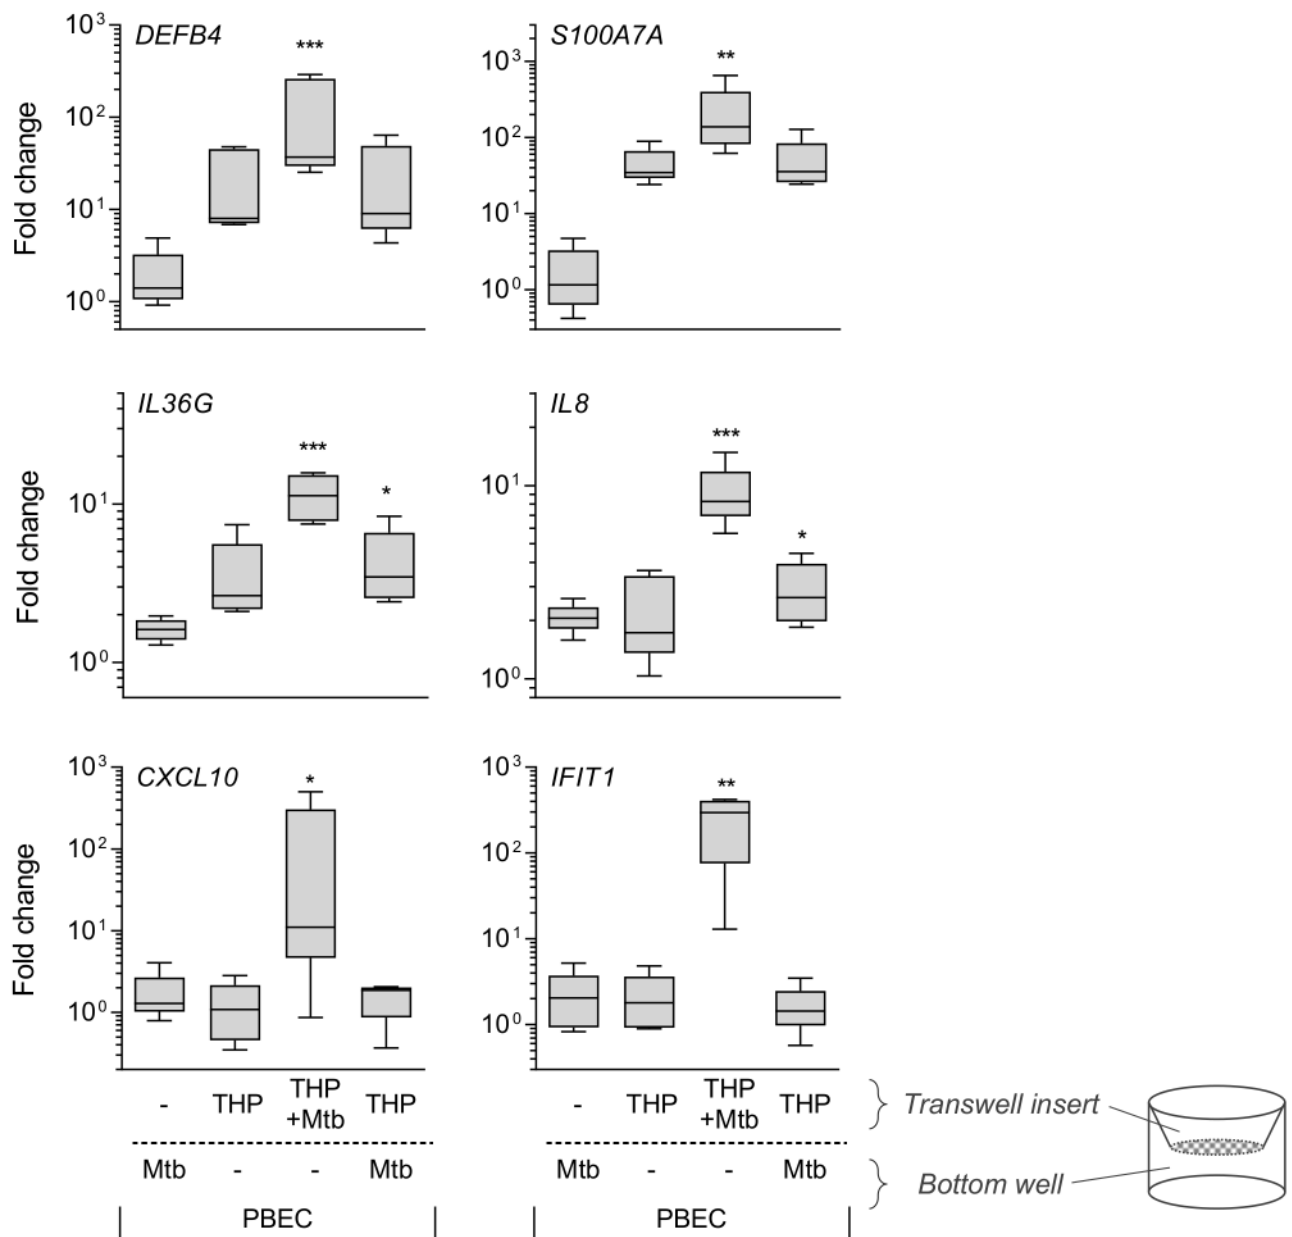 DEFB4
***
Fold change
10³
10²
10¹
10⁰
S100A7A
**
10³
10²
10¹
10⁰
IL36G
***
*
Fold change
10¹
10⁰
IL8
***
*
10¹
10⁰
CXCL10
*
Fold change
10³
10²
10¹
10⁰
IFIT1
**
10³
10²
10¹
10⁰
- THP THP +Mtb THP
Mtb - - Mtb
PBEC
- THP THP +Mtb THP
Mtb - - Mtb
PBEC
Transwell insert
Bottom well